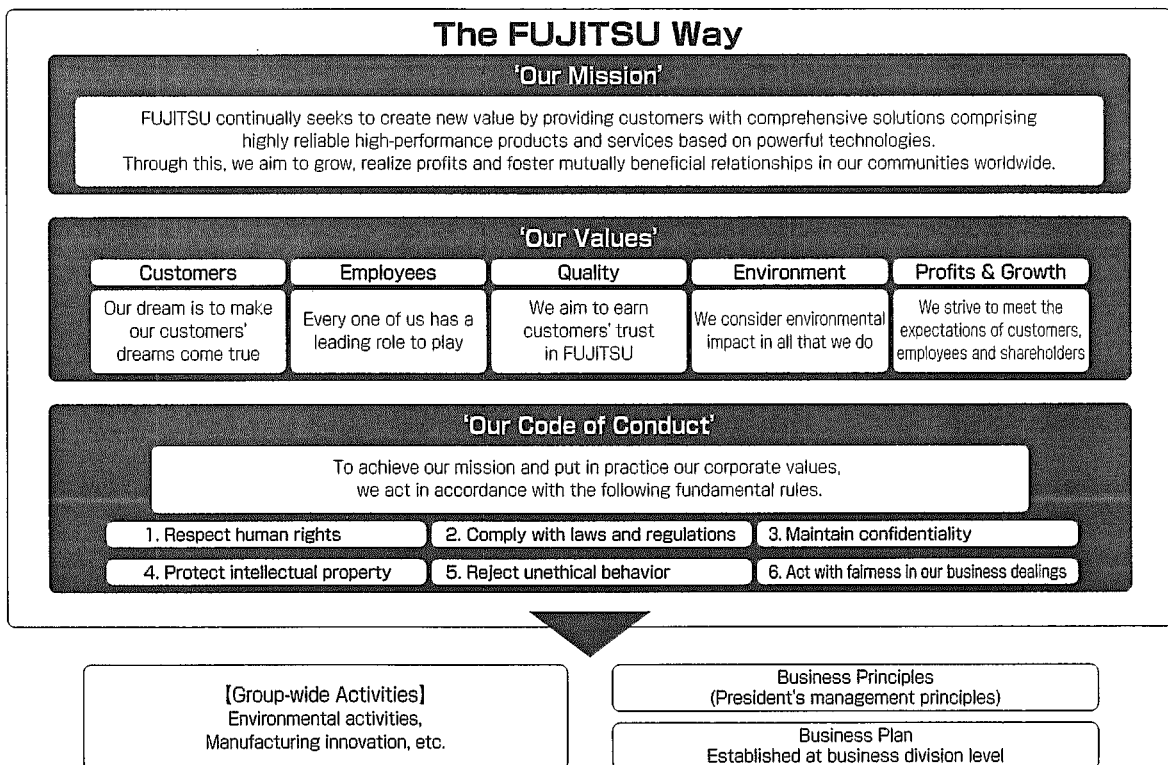 The FUJITSU Way
'Our Mission'
FUJITSU continually seeks to create new value by providing customers with comprehensive solutions comprising
highly reliable high-performance products and services based on powerful technologies.
Through this, we aim to grow, realize profits and foster mutually beneficial relationships in our communities worldwide.
'Our Values'
Customers
Our dream is to make
our customers'
dreams come true
Employees
Every one of us has a
leading role to play
Quality
We aim to earn
customers' trust
in FUJITSU
Environment
We consider environmental
impact in all that we do
Profits & Growth
We strive to meet the
expectations of customers,
employees and shareholders
'Our Code of Conduct'
To achieve our mission and put in practice our corporate values,
we act in accordance with the following fundamental rules.
1. Respect human rights
2. Comply with laws and regulations
3. Maintain confidentiality
4. Protect intellectual property
5. Reject unethical behavior
6. Act with fairness in our business dealings
【Group-wide Activities】
Environmental activities,
Manufacturing innovation, etc.
Business Principles
(President's management principles)
Business Plan
Established at business division level